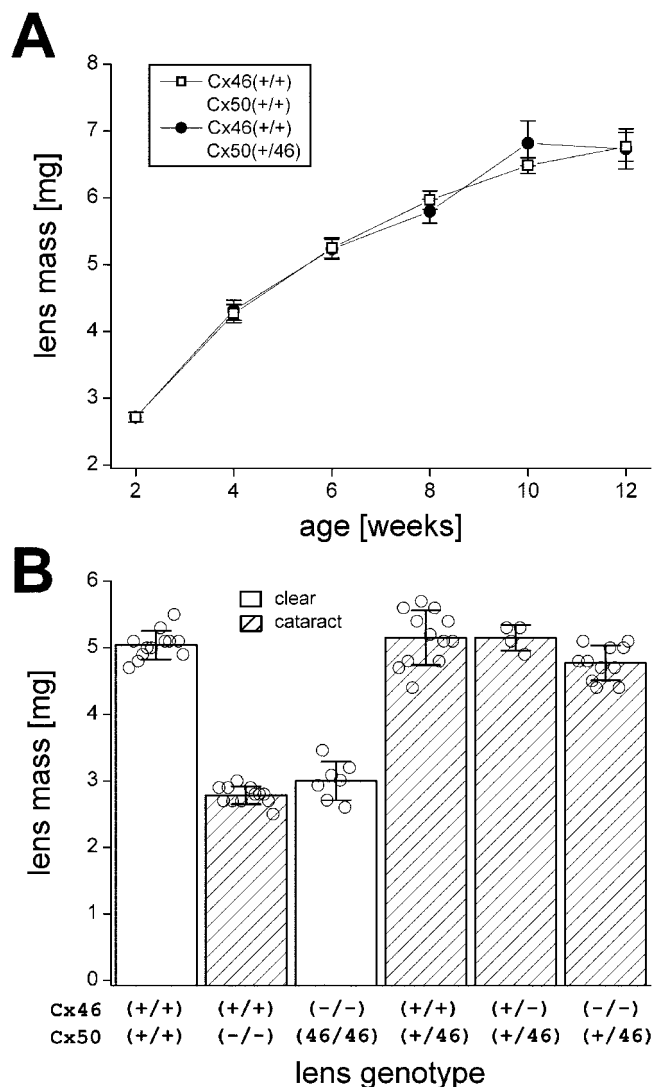 A
8
7
6
5
4
3
2
lens mass [mg]
Cx46(+/+)
Cx50(+/+)
Cx46(+/+)
Cx50(+/46)
2 4 6 8 10 12
age [weeks]
B
6
5
4
3
2
1
0
lens mass [mg]
clear
cataract
Cx46 (+/+) (+/+) (-/-) (+/+) (+/-) (-/-)
Cx50 (+/+) (-/-) (46/46) (+/46) (+/46) (+/46)
lens genotype